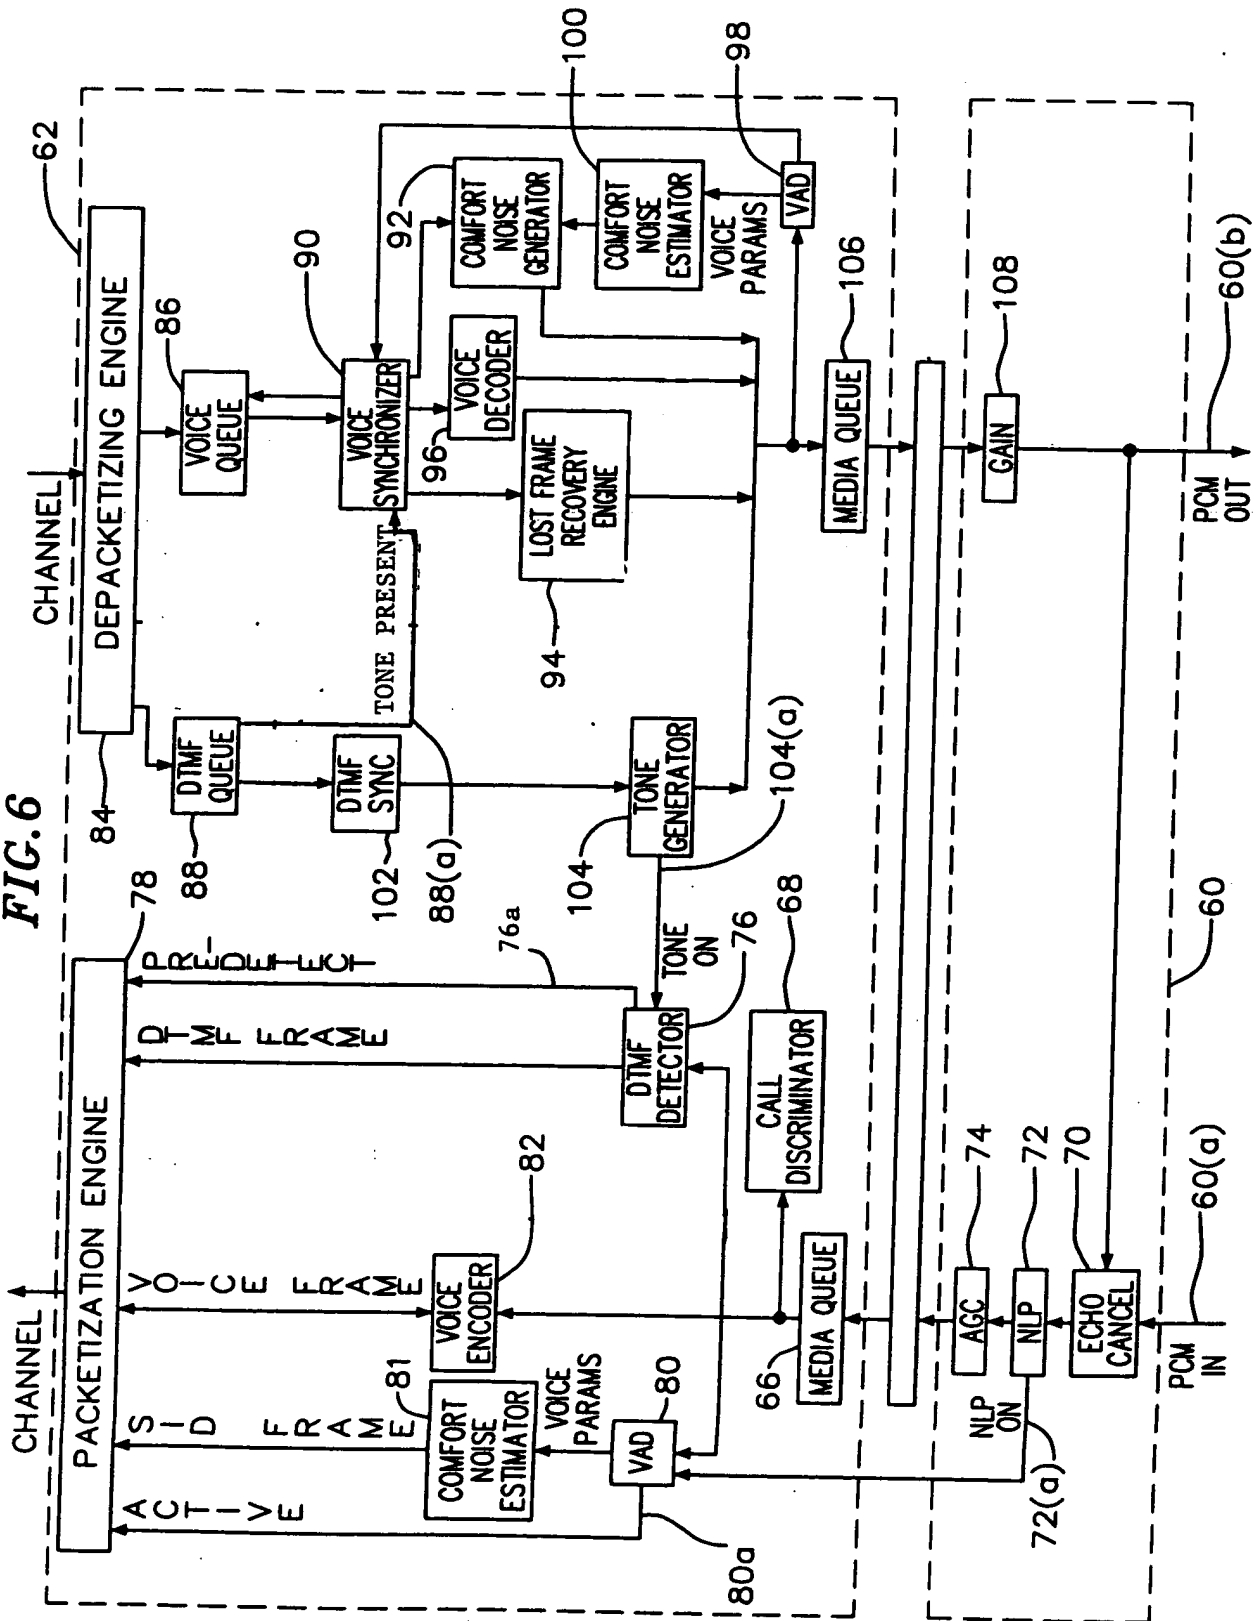 FIG.6
CHANNEL
CHANNEL
62
78
84
PACKETIZATION ENGINE
DEPACKETIZING ENGINE
ACTIVE
SID FRAME
VOICE FRAME
DTMF FRAME
PRE-DETECT
76a
88
DTMF
QUEUE
VOICE
QUEUE
86
102
DTMF
SYNC
88(a)
TONE PRESENT
VOICE
SYNCHRONIZER
90
92
81
COMFORT
NOISE
ESTIMATOR
VOICE
ENCODER
82
96
VOICE
DECODER
COMFORT
NOISE
GENERATOR
94
LOST FRAME
RECOVERY
ENGINE
100
VOICE
PARAMS
COMFORT
NOISE
ESTIMATOR
80
VAD
80a
DTMF
DETECTOR
76
TONE
ON
104
TONE
GENERATOR
104(a)
VOICE
PARAMS
VAD
98
66
MEDIA QUEUE
CALL
DISCRIMINATOR
68
MEDIA QUEUE
106
NLP
ON
72(a)
AGC
74
NLP
72
ECHO
CANCEL
70
GAIN
108
PCM
IN
60(a)
60
PCM
OUT
60(b)